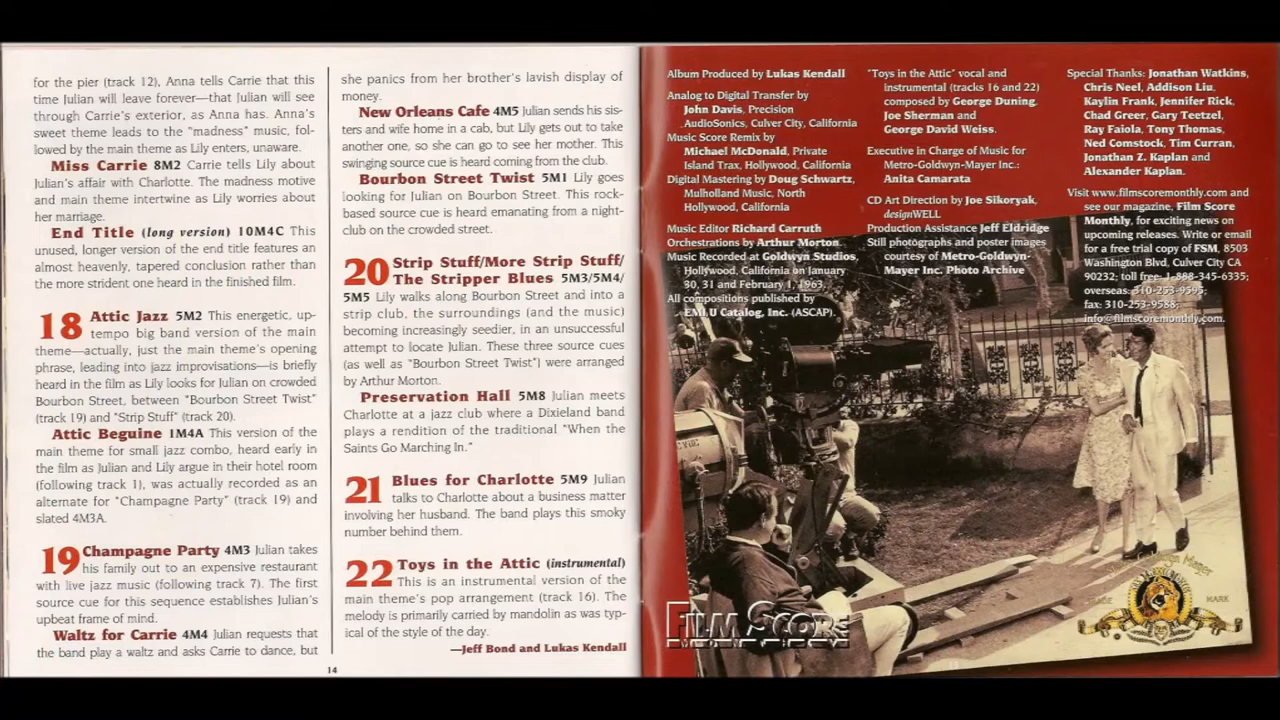 for the pier (track 12), Anna tells Carrie that this
time Julian will leave forever—that Julian will see
through Carrie's exterior, as Anna has. Anna's
sweet theme leads to the "madness" music, fol-
lowed by the main theme as Lily enters, unaware.
Miss Carrie 8M2 Carrie tells Lily about
Julian's affair with Charlotte. The madness motive
and main theme intertwine as Lily worries about
her marriage.
End Title (long version) 10M4C This
unused, longer version of the end title features an
almost heavenly, tapered conclusion rather than
the more strident one heard in the finished film.
18 Attic Jazz 5M2 This energetic, up-
tempo big band version of the main
theme—actually, just the main theme's opening
phrase, leading into jazz improvisations—is briefly
heard in the film as Lily looks for Julian on crowded
Bourbon Street, between "Bourbon Street Twist"
(track 19) and "Strip Stuff" (track 20).
Attic Beguine 1M4A This version of the
main theme for small jazz combo, heard early in
the film as Julian and Lily argue in their hotel room
(following track 1), was actually recorded as an
alternate for "Champagne Party" (track 19) and
slated 4M3A.
19 Champagne Party 4M3 Julian takes
his family out to an expensive restaurant
with live jazz music (following track 7). The first
source cue for this sequence establishes Julian's
upbeat frame of mind.
Waltz for Carrie 4M4 Julian requests that
the band play a waltz and asks Carrie to dance, but
she panics from her brother's lavish display of
money.
New Orleans Cafe 4M5 Julian sends his sis-
ters and wife home in a cab, but Lily gets out to take
another one, so she can go to see her mother. This
swinging source cue is heard coming from the club.
Bourbon Street Twist 5M1 Lily goes
looking for Julian on Bourbon Street. This rock-
based source cue is heard emanating from a night-
club on the crowded street.
20 Strip Stuff/More Strip Stuff/
The Stripper Blues 5M3/5M4/
5M5 Lily walks along Bourbon Street and into a
strip club, the surroundings (and the music)
becoming increasingly seedier, in an unsuccessful
attempt to locate Julian. These three source cues
(as well as "Bourbon Street Twist") were arranged
by Arthur Morton.
Preservation Hall 5M8 Julian meets
Charlotte at a jazz club where a Dixieland band
plays a rendition of the traditional "When the
Saints Go Marching In."
21 Blues for Charlotte 5M9 Julian
talks to Charlotte about a business matter
involving her husband. The band plays this smoky
number behind them.
22 Toys in the Attic (instrumental)
This is an instrumental version of the
main theme's pop arrangement (track 16). The
melody is primarily carried by mandolin as was typ-
ical of the style of the day.
—Jeff Bond and Lukas Kendall
14
Album Produced by Lukas Kendall
Analog to Digital Transfer by
John Davis, Precision
AudioSonics, Culver City, California
Music Score Remix by
Michael McDonald, Private
Island Trax, Hollywood, California
Digital Mastering by Doug Schwartz,
Mulholland Music, North
Hollywood, California
Music Editor Richard Carruth
Orchestrations by Arthur Morton
Music Recorded at Goldwyn Studios,
Hollywood, California on January
30, 31 and February 1, 1963.
All compositions published by
EMI U Catalog, Inc. (ASCAP).
"Toys in the Attic" vocal and
instrumental (tracks 16 and 22)
composed by George Duning,
Joe Sherman and
George David Weiss.
Executive in Charge of Music for
Metro-Goldwyn-Mayer Inc.:
Anita Camarata
CD Art Direction by Joe Sikoryak,
designWELL
Production Assistance Jeff Eldridge
Still photographs and poster images
courtesy of Metro-Goldwyn-
Mayer Inc. Photo Archive
Special Thanks: Jonathan Watkins,
Chris Neel, Addison Liu,
Kaylin Frank, Jennifer Rick,
Chad Greer, Gary Teetzel,
Ray Faiola, Tony Thomas,
Ned Comstock, Tim Curran,
Jonathan Z. Kaplan and
Alexander Kaplan.
Visit www.filmscoremonthly.com and
see our magazine, Film Score
Monthly, for exciting news on
upcoming releases. Write or email
for a free trial copy of FSM, 8503
Washington Blvd, Culver City CA
90232; toll free: 1-888-345-6335;
overseas: 310-253-9595;
fax: 310-253-9588;
info@filmscoremonthly.com.
FILM SCORE
MARK